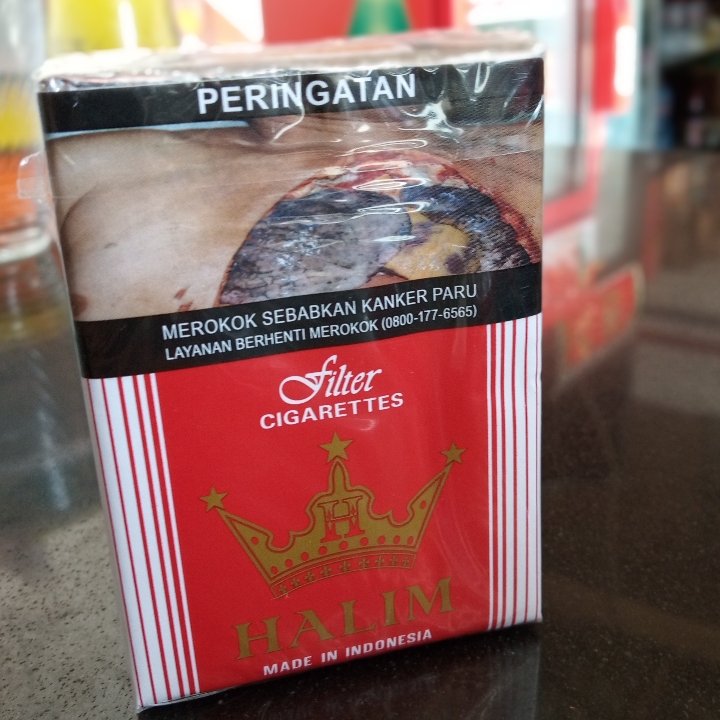 PERINGATAN
MEROKOK SEBABKAN KANKER PARU
LAYANAN BERHENTI MEROKOK (0800-177-6565)
Filter
CIGARETTES
H
HALIM
MADE IN INDONESIA